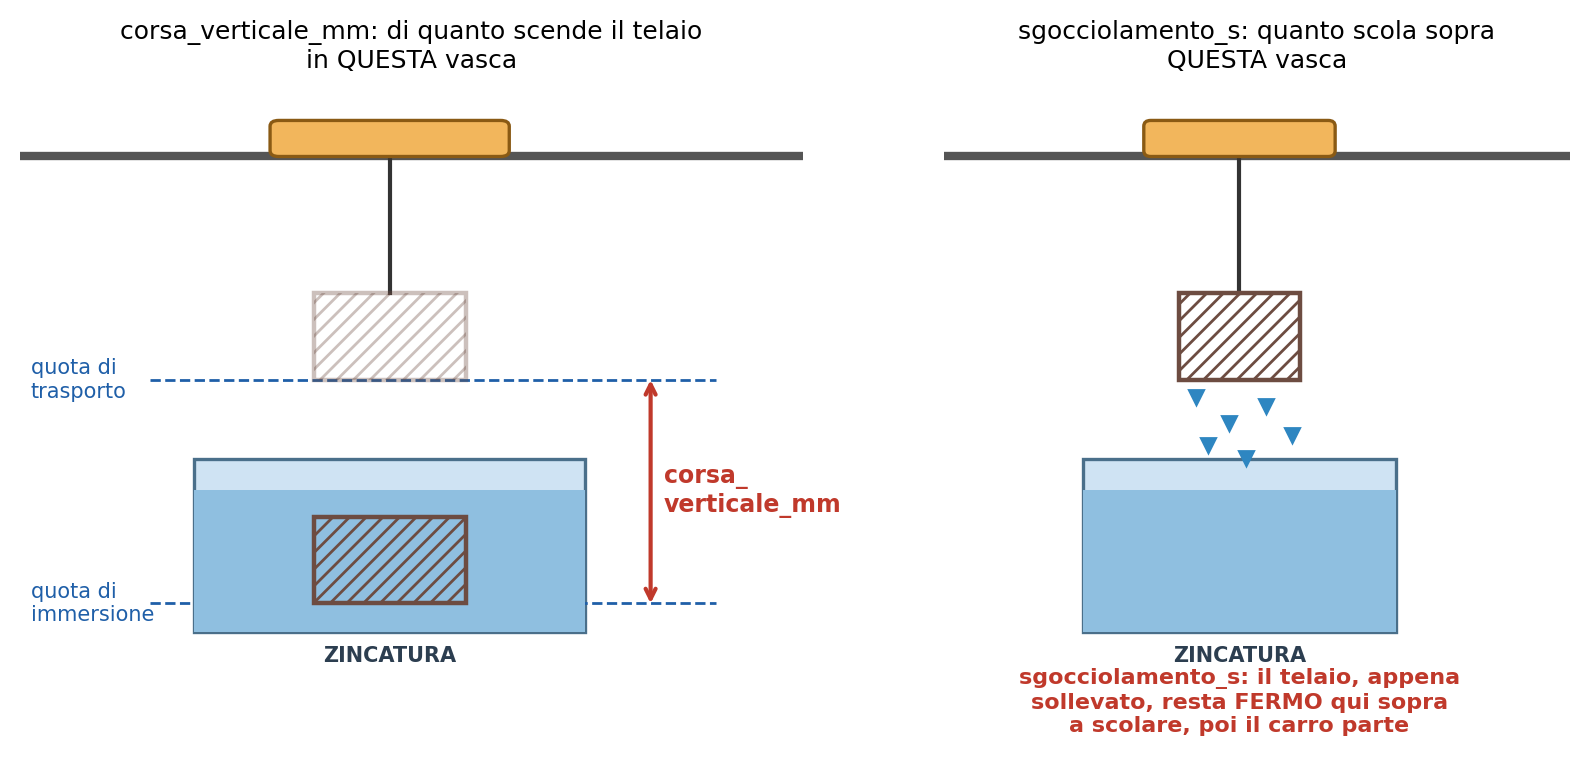 corsa_verticale_mm: di quanto scende il telaio
in QUESTA vasca
quota di
trasporto
corsa_
verticale_mm
quota di
immersione
ZINCATURA
sgocciolamento_s: quanto scola sopra
QUESTA vasca
ZINCATURA
sgocciolamento_s: il telaio, appena
sollevato, resta FERMO qui sopra
a scolare, poi il carro parte